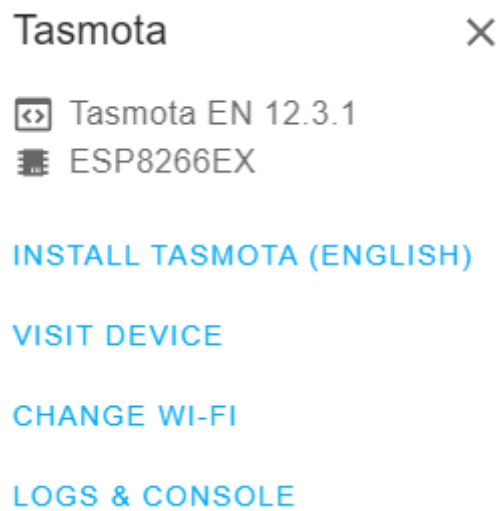 Tasmota
Tasmota EN 12.3.1
ESP8266EX
INSTALL TASMOTA (ENGLISH)
VISIT DEVICE
CHANGE WI-FI
LOGS & CONSOLE